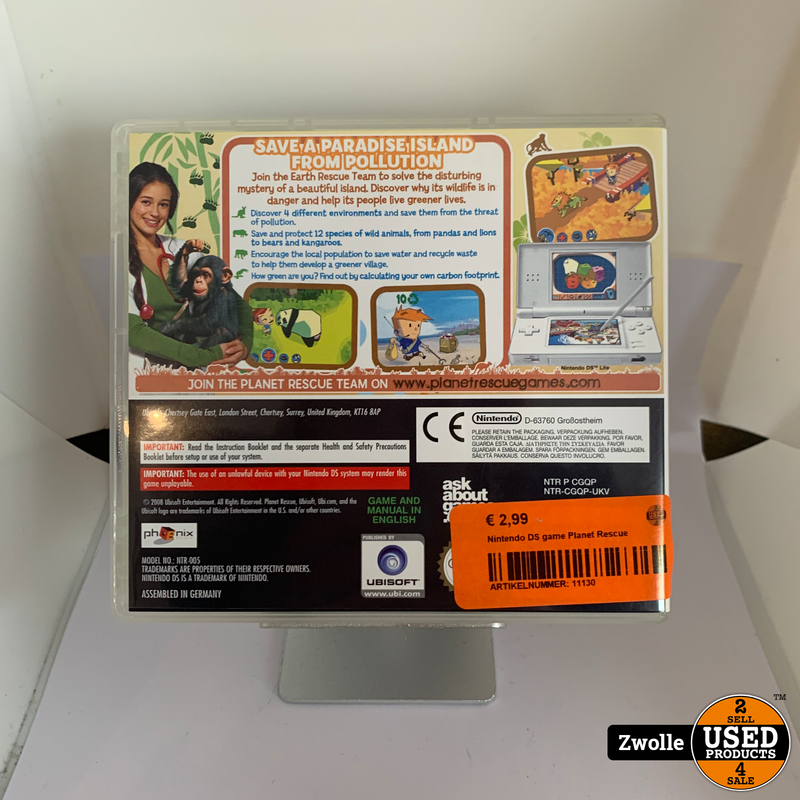 SAVE A PARADISE ISLAND
FROM POLLUTION
Join the Earth Rescue Team to solve the disturbing
mystery of a beautiful island. Discover why its wildlife is in
danger and help its people live greener lives.
Discover 4 different environments and save them from the threat
of pollution.
Save and protect 12 species of wild animals, from pandas and lions
to bears and kangaroos.
Encourage the local population to save water and recycle waste
to help them develop a greener village.
How green are you? Find out by calculating your own carbon footprint.
10
Nintendo DS™ Lite
JOIN THE PLANET RESCUE TEAM ON www.planetrescuegames.com
Ubisoft Chertsey Gate East, London Street, Chertsey, Surrey, United Kingdom, KT16 8AP
IMPORTANT: Read the Instruction Booklet and the separate Health and Safety Precautions
Booklet before setup or use of your system.
IMPORTANT: The use of an unlawful device with your Nintendo DS system may render this
game unplayable.
© 2008 Ubisoft Entertainment. All Rights Reserved. Planet Rescue, Ubisoft, Ubi.com, and the
Ubisoft logo are trademarks of Ubisoft Entertainment in the U.S. and/or other countries.
GAME AND
MANUAL IN
ENGLISH
phoenix
MODEL NO.: NTR-005
TRADEMARKS ARE PROPERTIES OF THEIR RESPECTIVE OWNERS.
NINTENDO DS IS A TRADEMARK OF NINTENDO.
ASSEMBLED IN GERMANY
PUBLISHED BY
UBISOFT
www.ubi.com
CE
Nintendo D-63760 Großostheim
PLEASE RETAIN THE PACKAGING. VERPACKUNG AUFHEBEN.
CONSERVER L'EMBALLAGE. BEWAAR DEZE VERPAKKING. POR FAVOR,
GUARDAR A EMBALAGEM. SPARA FÖRPACKNINGEN. GEM EMBALLAGEN.
SÄILYTÄ PAKKAUS. CONSERVA QUESTO INVOLUCRO.
ask
about
NTR P CGQP
NTR-CGQP-UKV
€ 2,99
Nintendo DS game Planet Rescue
ARTIKELNUMMER: 11130
Zwolle
2
SELL
USED
PRODUCTS
4
SALE
TM